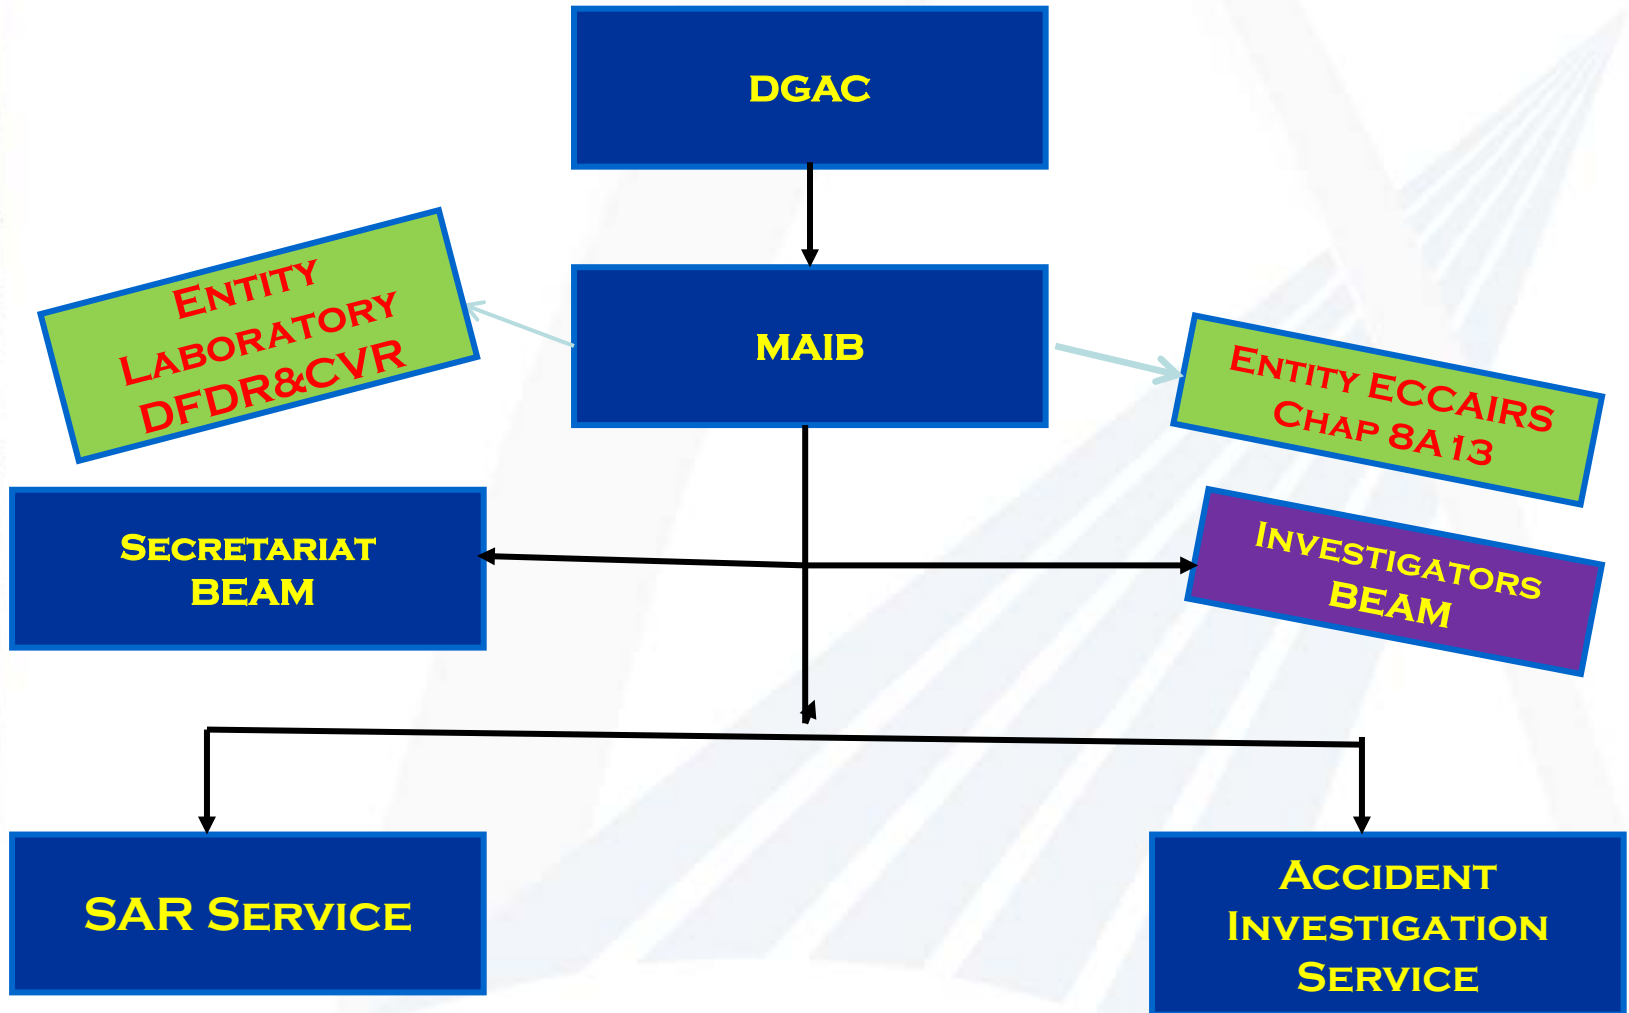 DGAC
Entity
Laboratory
DFDR&CVR
MAIB
Entity ECCAIRS
Chap 8A13
Secretariat
BEAM
Investigators
BEAM
SAR Service
Accident
Investigation
Service